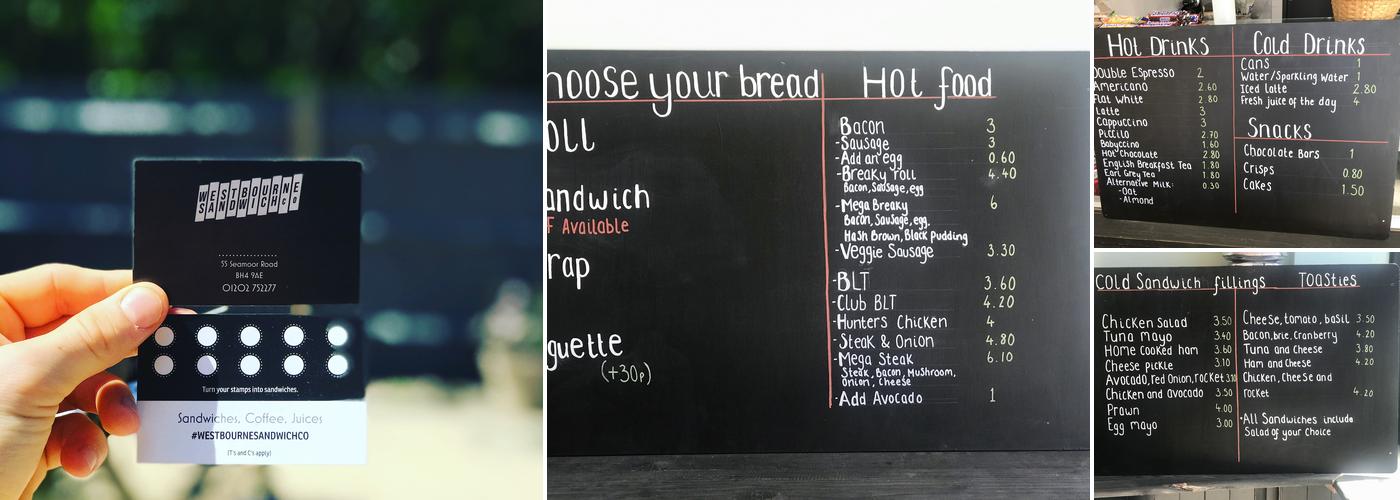 WESTBOURNE
SANDWICH Co
55 Seamoor Road
BH4 9AE
01202 752277
Turn your stamps into sandwiches.
Sandwiches, Coffee, Juices
#WESTBOURNESANDWICHCO
(T's and C's apply)
hoose your bread
oll
andwich
F Available
rap
guette
(+30p)
Hot food
Bacon 3
-Sausage 3
-Add an egg 0.60
-Breaky roll 4.40
Bacon, Sausage, egg
-Mega Breaky 6
Bacon, Sausage, egg,
Hash Brown, Black pudding
-Veggie Sausage 3.30
-BLT 3.60
-Club BLT 4.20
-Hunters Chicken 4
-Steak & Onion 4.80
-Mega Steak 6.10
Steak, Bacon, Mushroom,
onion, cheese
-Add Avocado 1
Hot Drinks
Double Espresso 2
Americano 2.60
Flat White 2.80
Latte 3
Cappuccino 3
Piccilo 2.70
Babyccino 1.60
Hot Chocolate 2.80
English Breakfast Tea 1.80
Earl Grey Tea 1.80
Alternative Milk: 0.30
-Oat
-Almond
Cold Drinks
Cans 1
Water/Sparkling Water 1
Iced latte 2.80
Fresh juice of the day 4
Snacks
Chocolate Bars 1
Crisps 0.80
Cakes 1.50
Cold Sandwich fillings
Chicken Salad 3.50
Tuna mayo 3.40
Home cooked ham 3.60
Cheese pickle 3.10
Avocado, Red Onion, rocket 3.10
Chicken and avocado 3.50
Prawn 4.00
Egg mayo 3.00
Toasties
Cheese, tomato, basil 3.50
Bacon, brie, Cranberry 4.20
Tuna and Cheese 3.80
Ham and Cheese 4.20
Chicken, Cheese and
rocket 4.20
•All Sandwiches include
Salad of your choice